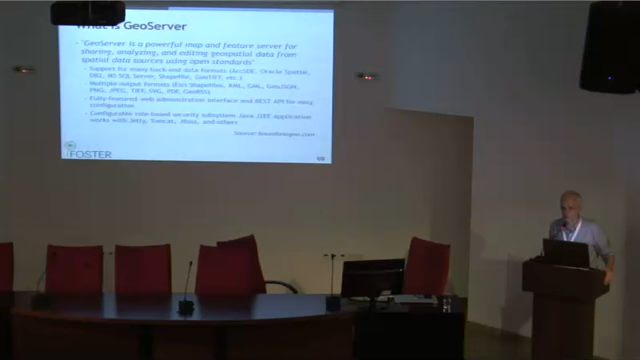 What is GeoServer
- "GeoServer is a powerful map and feature server for
sharing, analyzing, and editing geospatial data from
spatial data sources using open standards"
- Support for many back-end data formats (ArcSDE, Oracle Spatial,
DB2, MS SQL Server, Shapefile, GeoTIFF, etc.)
- Multiple output formats (Esri Shapefile, KML, GML, GeoJSON,
PNG, JPEG, TIFF, SVG, PDF, GeoRSS)
- Fully-featured web administration interface and REST API for easy
configuration
- Configurable role-based security subsystem Java J2EE application
works with Jetty, Tomcat, JBoss, and others
Source:
FOSTER